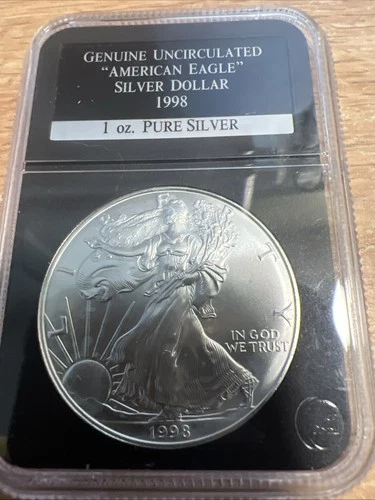 GENUINE UNCIRCULATED
"AMERICAN EAGLE"
SILVER DOLLAR
1998
1 oz. PURE SILVER
LIBERTY
IN GOD
WE TRUST
1998